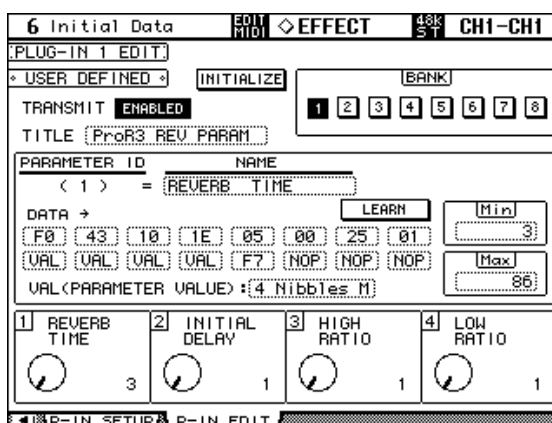 6 Initial Data EDIT MIDI ◇EFFECT 48K ST CH1-CH1
PLUG-IN 1 EDIT
USER DEFINED INITIALIZE BANK
TRANSMIT ENABLED 1 2 3 4 5 6 7 8
TITLE ProR3 REV PARAM
PARAMETER ID NAME
( 1 ) = REVERB TIME
DATA → LEARN Min
F0 43 10 1E 05 00 25 01 3
VAL VAL VAL VAL F7 NOP NOP NOP Max
VAL(PARAMETER VALUE): 4 Nibbles M 86
1 REVERB TIME 3
2 INITIAL DELAY 1
3 HIGH RATIO 1
4 LOW RATIO 1
P-IN SETUP P-IN EDIT